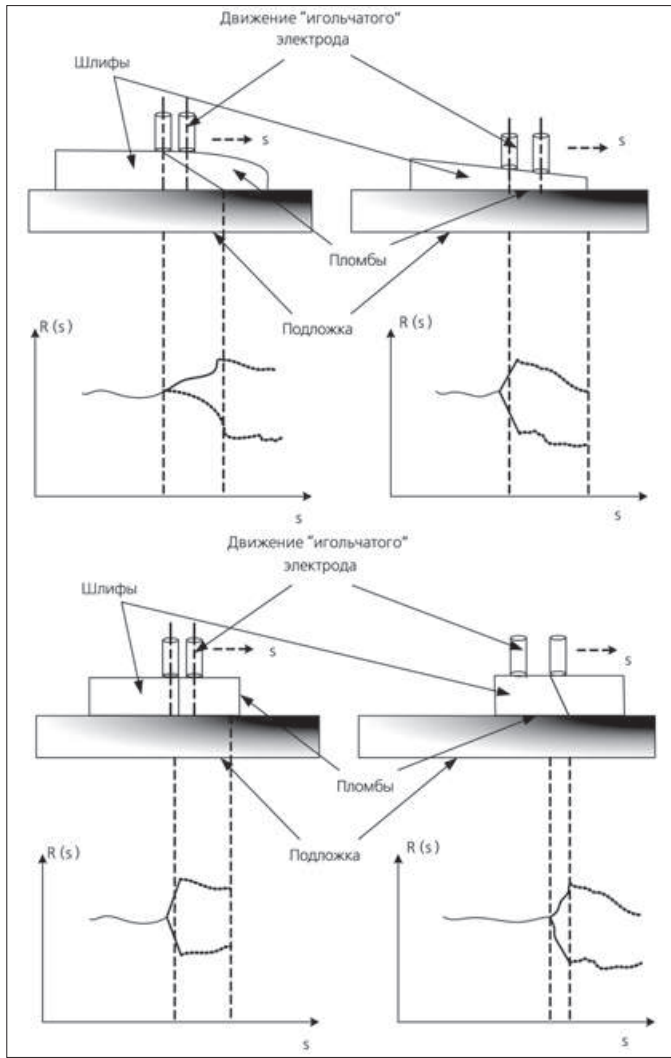 Движение "игольчатого"
электрода
Шлифы
s
s
Пломбы
Подложка
R (s)
R (s)
s
s
Движение "игольчатого"
электрода
Шлифы
s
s
Пломбы
Подложка
R (s)
R (s)
s
s